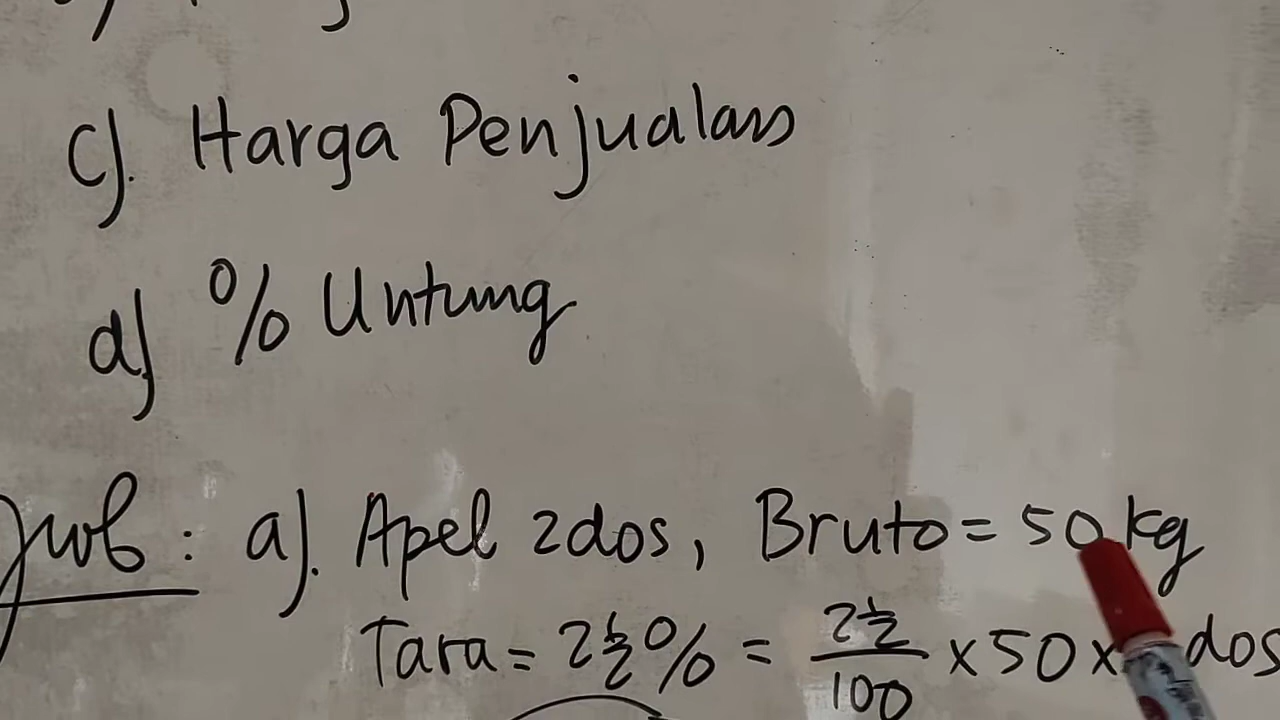 c). Harga Penjualan
d) % Untung
Jwb : a). Apel 2dos, Bruto = 50 kg
Tara = 2½% = 2½/100 x 50 x dos